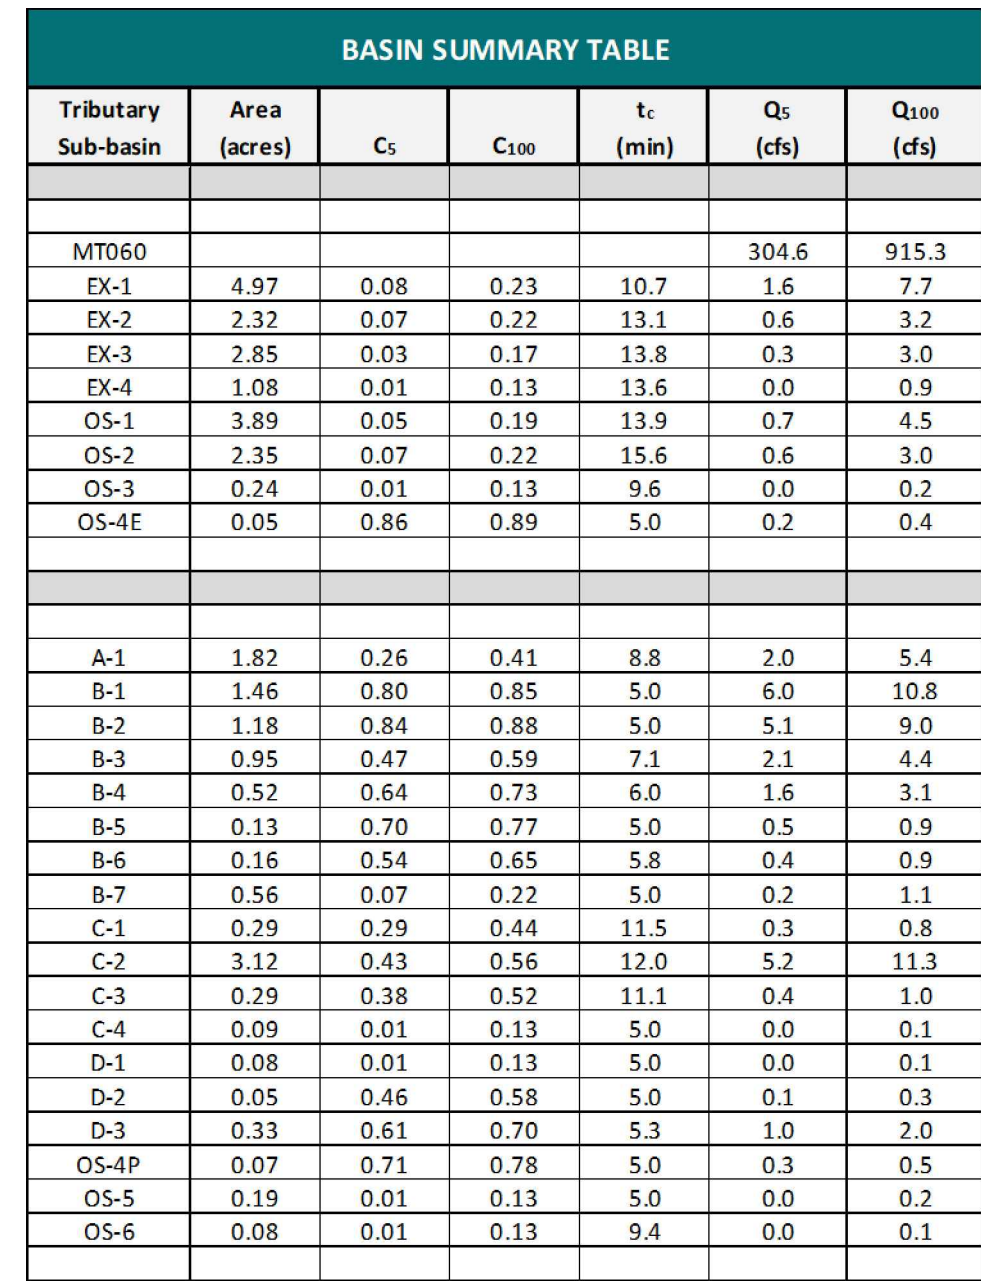 BASIN SUMMARY TABLE
Tributary Sub-basin Area (acres) C5 C100 tc (min) Q5 (cfs) Q100 (cfs)
MT060 304.6 915.3
EX-1 4.97 0.08 0.23 10.7 1.6 7.7
EX-2 2.32 0.07 0.22 13.1 0.6 3.2
EX-3 2.85 0.03 0.17 13.8 0.3 3.0
EX-4 1.08 0.01 0.13 13.6 0.0 0.9
OS-1 3.89 0.05 0.19 13.9 0.7 4.5
OS-2 2.35 0.07 0.22 15.6 0.6 3.0
OS-3 0.24 0.01 0.13 9.6 0.0 0.2
OS-4E 0.05 0.86 0.89 5.0 0.2 0.4
A-1 1.82 0.26 0.41 8.8 2.0 5.4
B-1 1.46 0.80 0.85 5.0 6.0 10.8
B-2 1.18 0.84 0.88 5.0 5.1 9.0
B-3 0.95 0.47 0.59 7.1 2.1 4.4
B-4 0.52 0.64 0.73 6.0 1.6 3.1
B-5 0.13 0.70 0.77 5.0 0.5 0.9
B-6 0.16 0.54 0.65 5.8 0.4 0.9
B-7 0.56 0.07 0.22 5.0 0.2 1.1
C-1 0.29 0.29 0.44 11.5 0.3 0.8
C-2 3.12 0.43 0.56 12.0 5.2 11.3
C-3 0.29 0.38 0.52 11.1 0.4 1.0
C-4 0.09 0.01 0.13 5.0 0.0 0.1
D-1 0.08 0.01 0.13 5.0 0.0 0.1
D-2 0.05 0.46 0.58 5.0 0.1 0.3
D-3 0.33 0.61 0.70 5.3 1.0 2.0
OS-4P 0.07 0.71 0.78 5.0 0.3 0.5
OS-5 0.19 0.01 0.13 5.0 0.0 0.2
OS-6 0.08 0.01 0.13 9.4 0.0 0.1